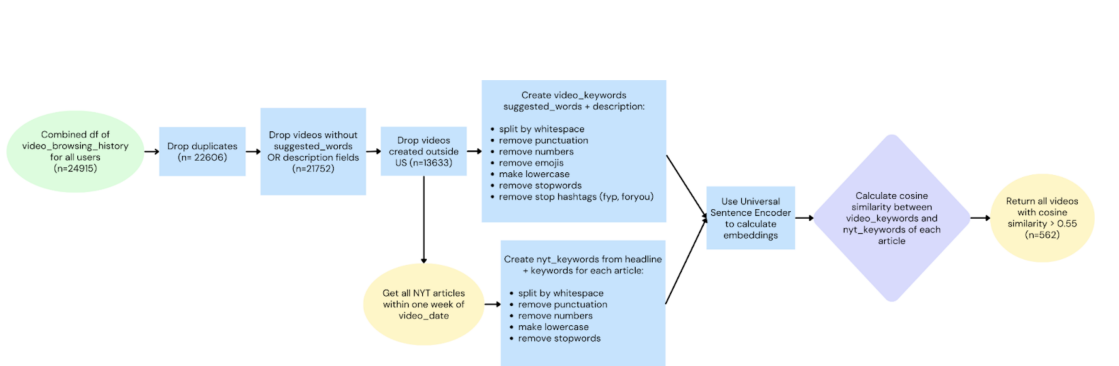 Combined df of
video_browsing_history
for all users
(n=24915)
Drop duplicates
(n= 22606)
Drop videos without
suggested_words
OR description fields
(n=21752)
Drop videos
created outside
US (n=13633)
Create video_keywords
suggested_words + description:
• split by whitespace
• remove punctuation
• remove numbers
• remove emojis
• make lowercase
• remove stopwords
• remove stop hashtags (fyp, foryou)
Get all NYT articles
within one week of
video_date
Create nyt_keywords from headline
+ keywords for each article:
• split by whitespace
• remove punctuation
• remove numbers
• make lowercase
• remove stopwords
Use Universal
Sentence Encoder
to calculate
embeddings
Calculate cosine
similarity between
video_keywords and
nyt_keywords of each
article
Return all videos
with cosine
similarity > 0.55
(n=562)